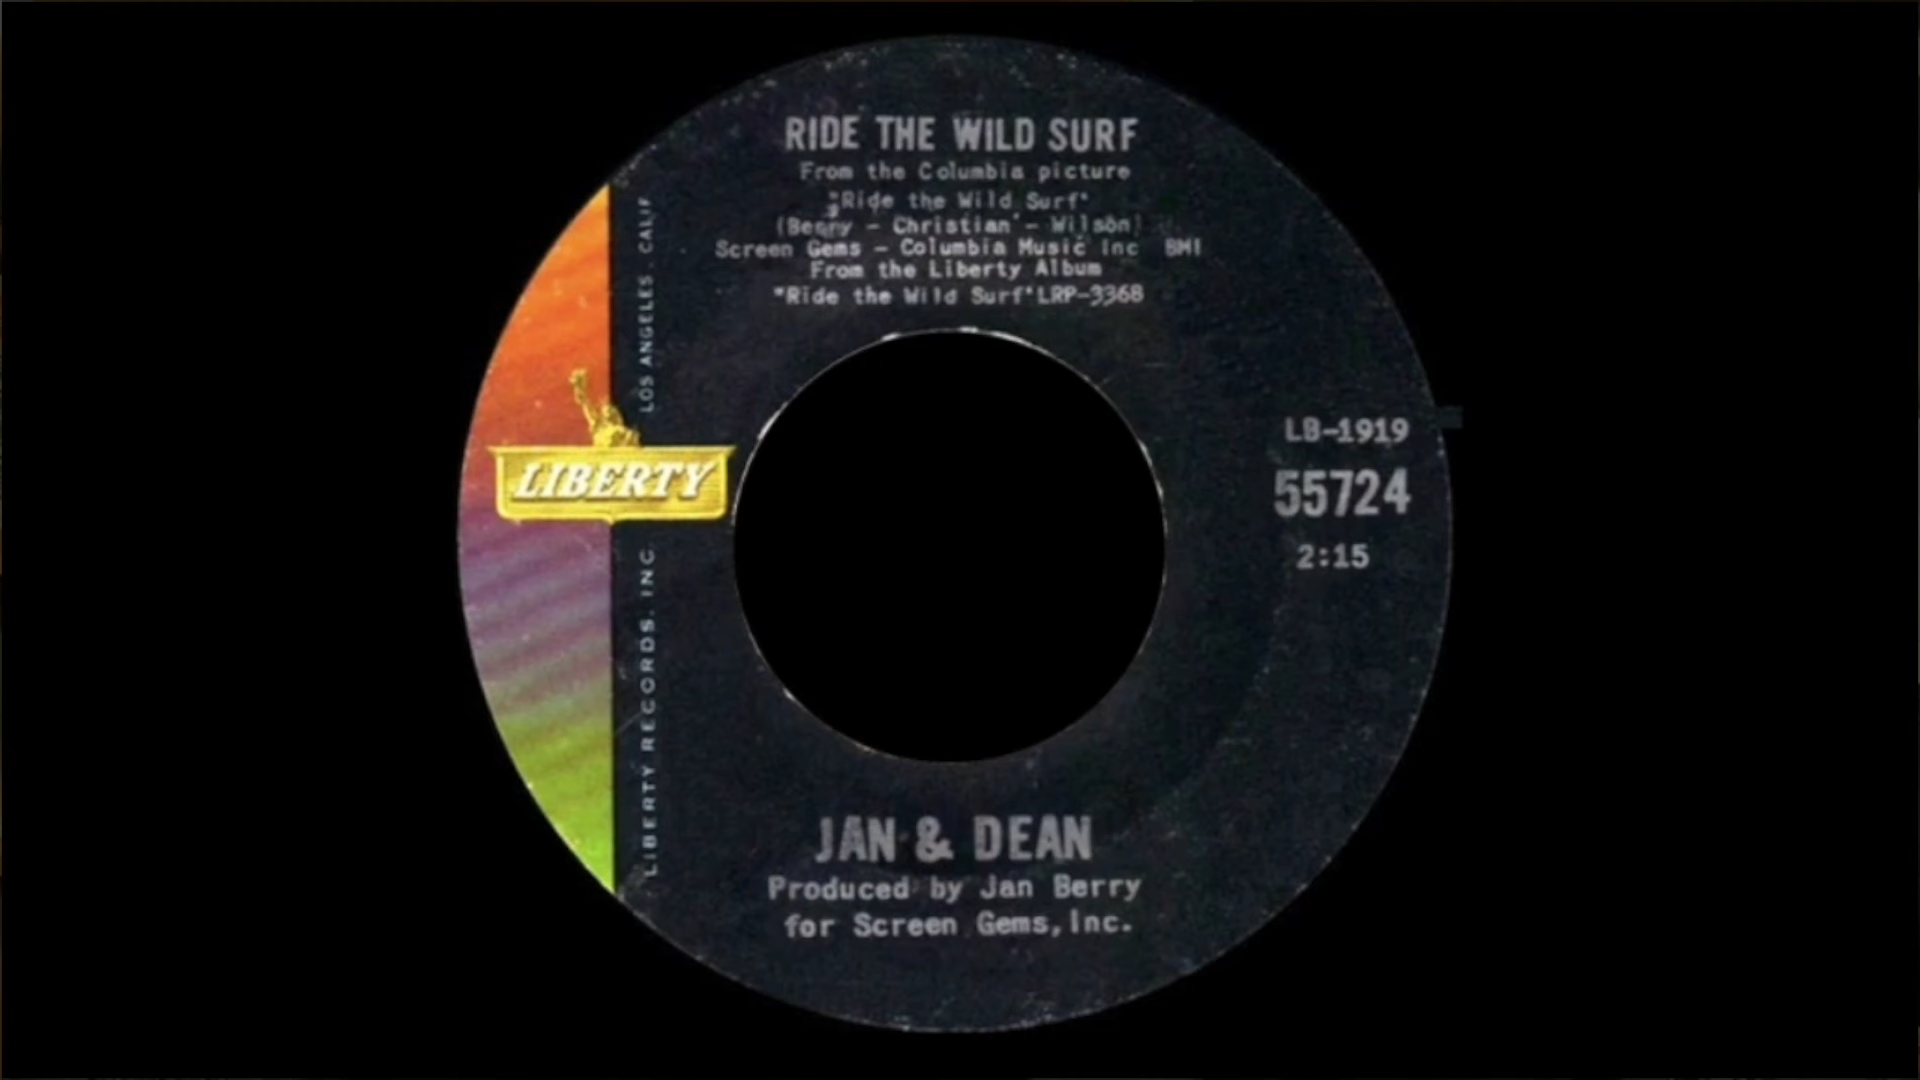 RIDE THE WILD SURF
From the Columbia picture
"Ride the Wild Surf"
(Berry - Christian - Wilson)
Screen Gems - Columbia Music Inc BMI
From the Liberty Album
"Ride the Wild Surf" LRP-3368
LOS ANGELES, CALIF
LIBERTY
LIBERTY RECORDS, INC.
LB-1919
55724
2:15
JAN & DEAN
Produced by Jan Berry
for Screen Gems, Inc.